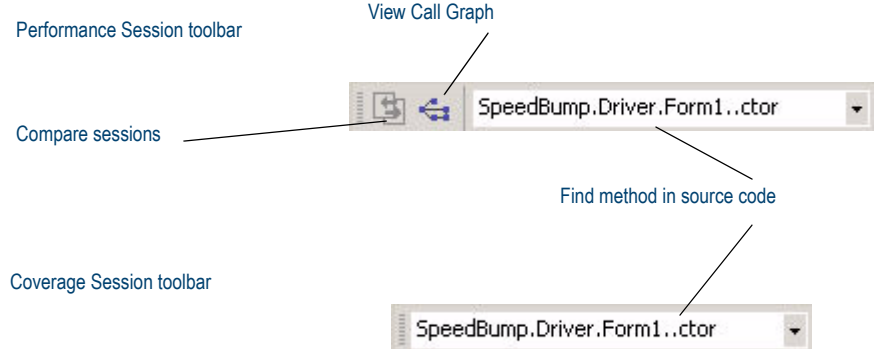 View Call Graph
Performance Session toolbar
SpeedBump.Driver.Form1..ctor
Compare sessions
Find method in source code
Coverage Session toolbar
SpeedBump.Driver.Form1..ctor